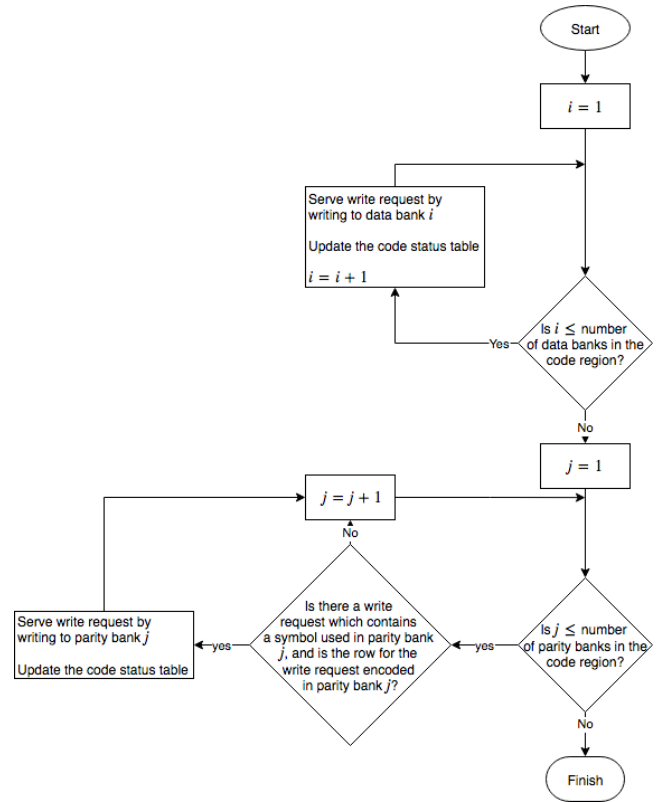 Start
i = 1
Serve write request by
writing to data bank i
Update the code status table
i = i + 1
Is i ≤ number
of data banks in the
code region?
Yes
No
j = 1
j = j + 1
No
Is there a write
request which contains
a symbol used in parity bank
j, and is the row for the
write request encoded
in parity bank j?
yes
Serve write request by
writing to parity bank j
Update the code status table
Is j ≤ number
of parity banks in the
code region?
yes
No
Finish